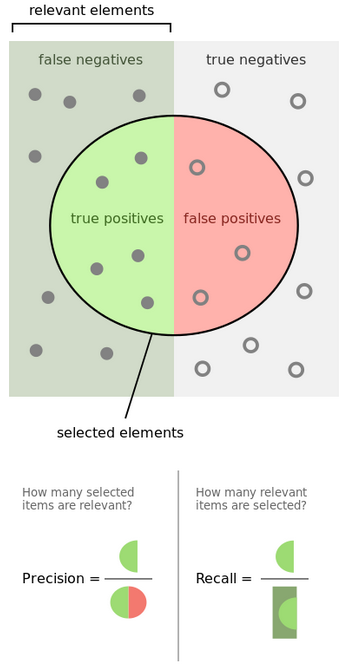 relevant elements
false negatives
true negatives
true positives
false positives
selected elements
How many selected
items are relevant?
How many relevant
items are selected?
Precision =
Recall =